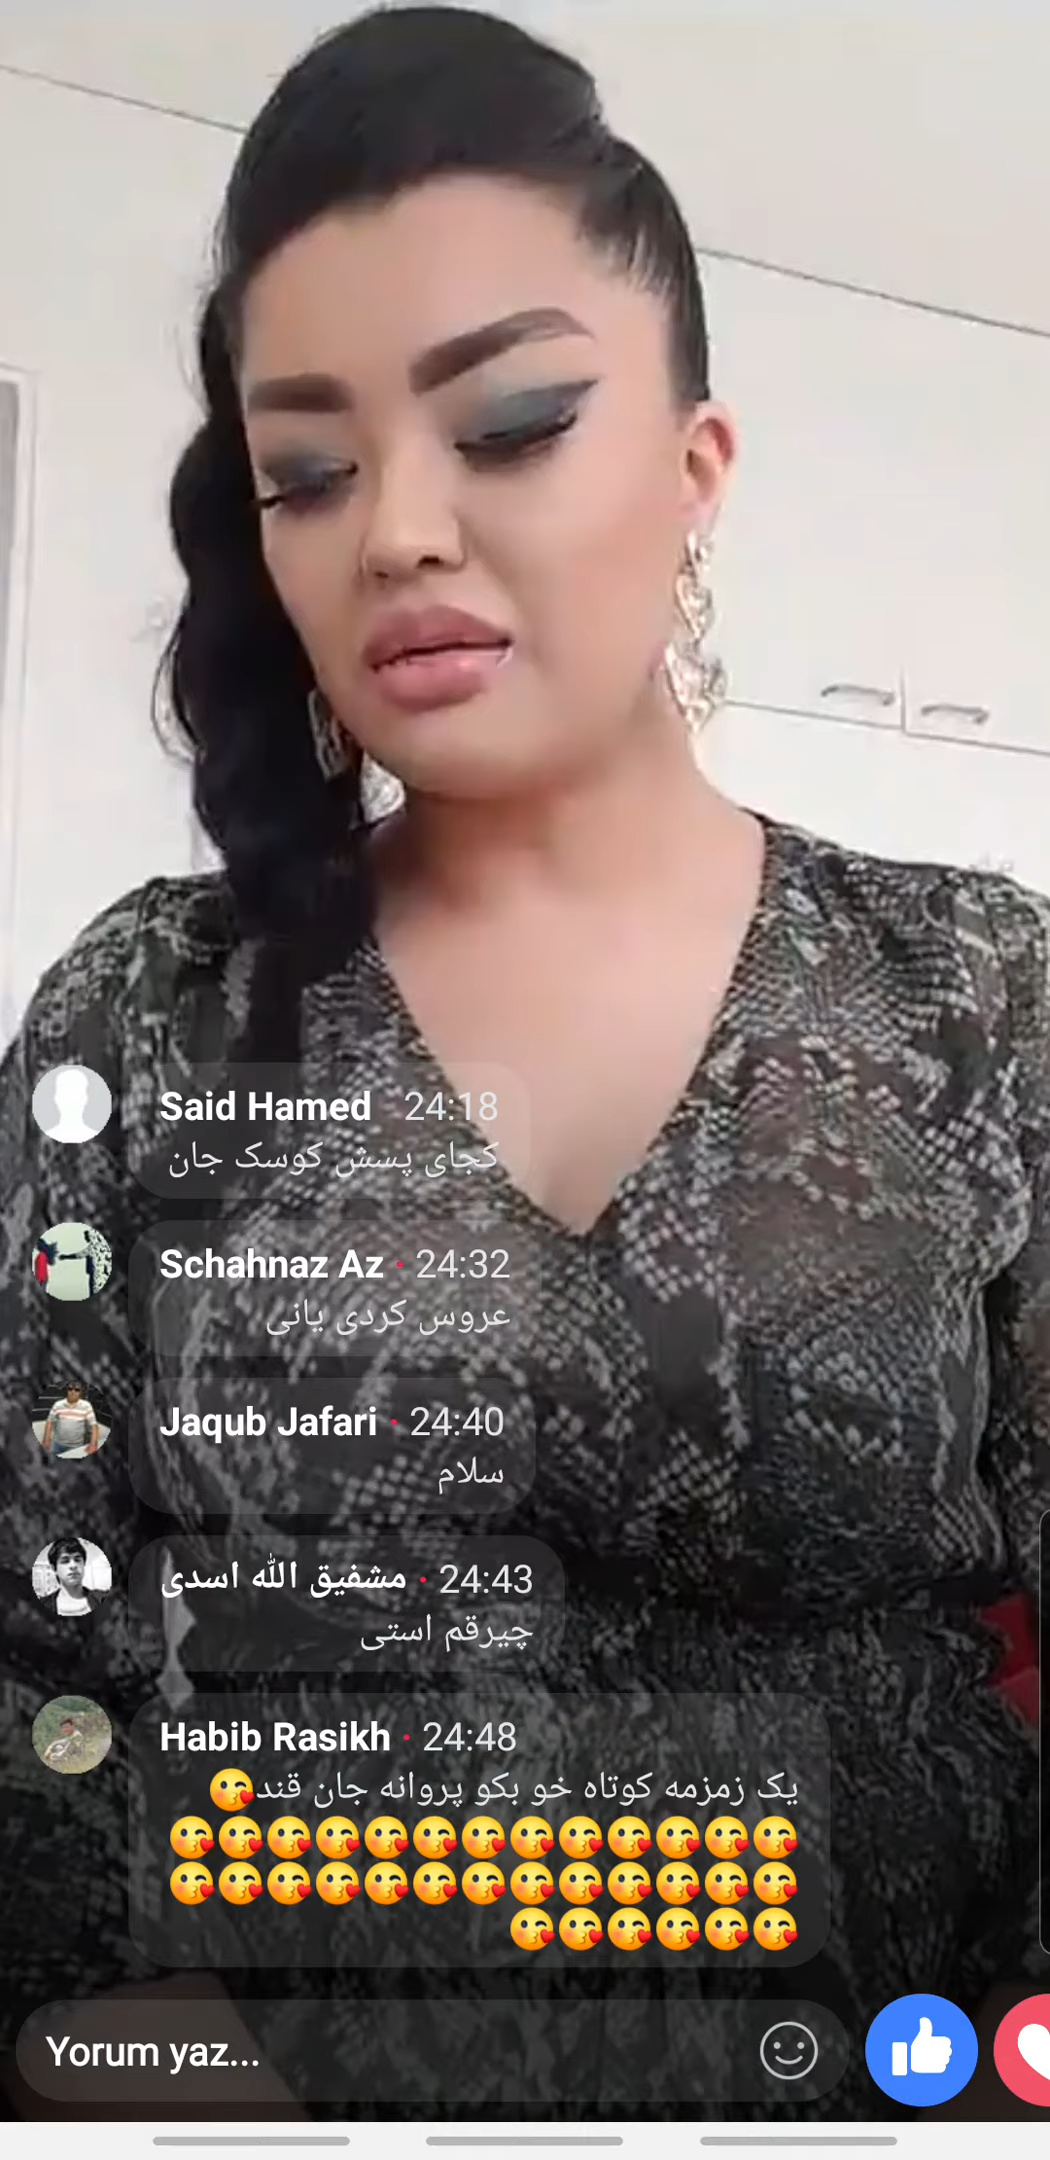 Said Hamed · 24:18
کجای پسش کوسک جان
Schahnaz Az · 24:32
عروس کردی یانی
Jaqub Jafari · 24:40
سلام
مشفیق الله اسدی · 24:43
چیرقم استی
Habib Rasikh · 24:48
یک زمزمه کوتاه خو بکو پروانه جان قند😘
😘😘😘😘😘😘😘😘😘😘😘😘😘
😘😘😘😘😘😘😘😘😘😘😘😘😘
😘😘😘😘😘😘
Yorum yaz...